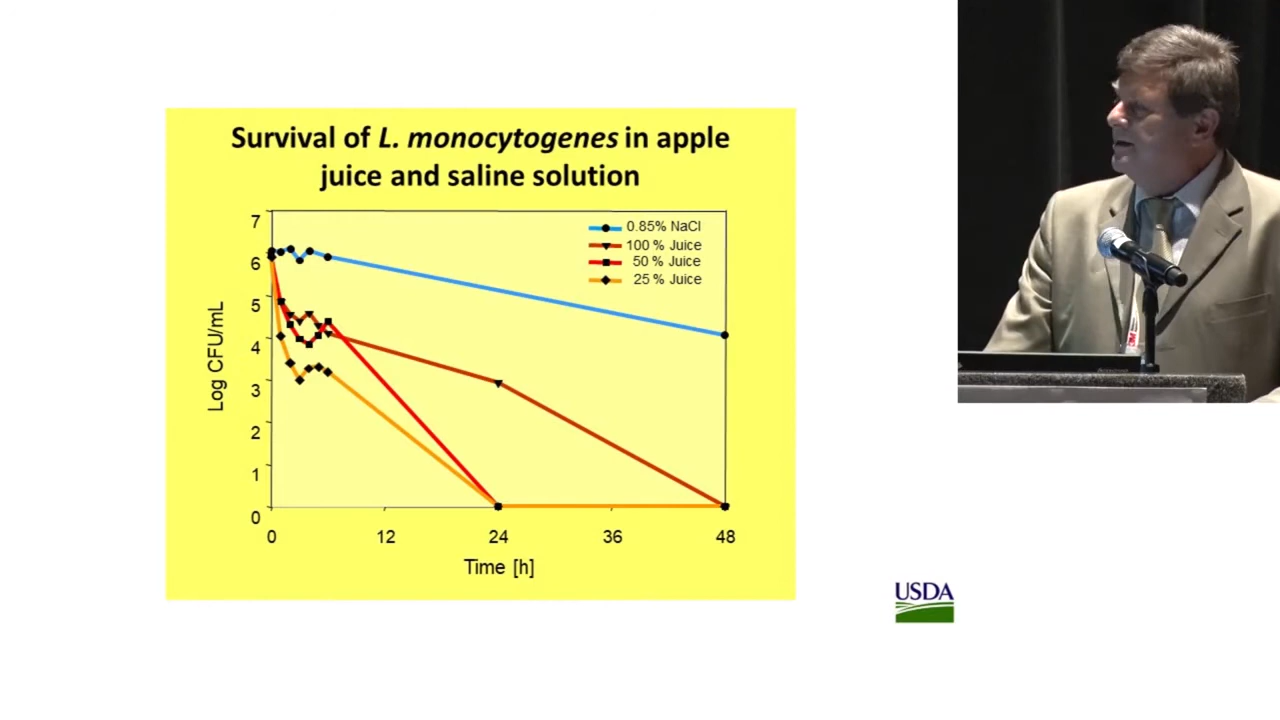 Survival of L. monocytogenes in apple
juice and saline solution
0.85% NaCl
100 % Juice
50 % Juice
25 % Juice
Log CFU/mL
7
6
5
4
3
2
1
0
0 12 24 36 48
Time [h]
USDA